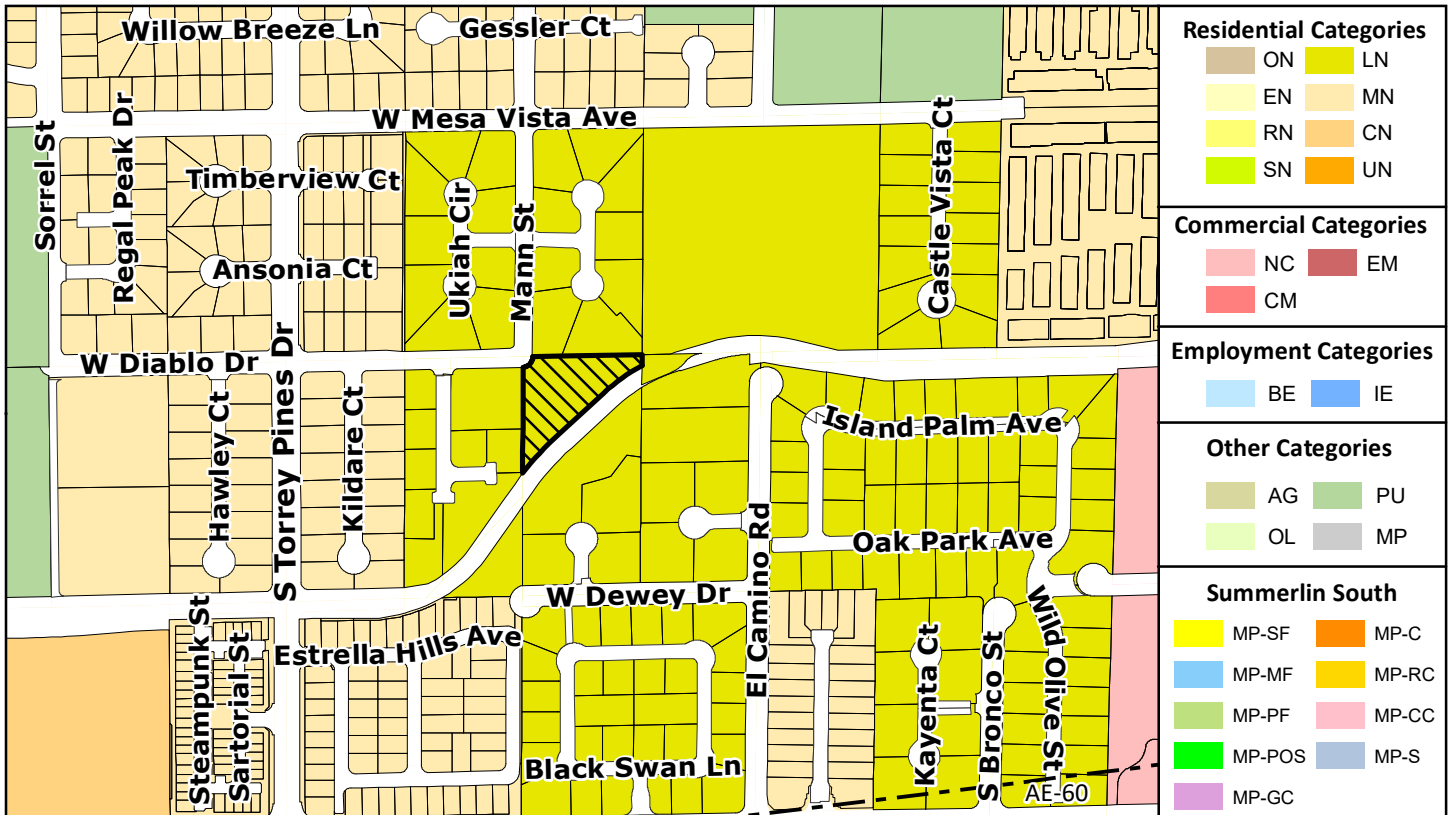 Willow Breeze Ln
Gessler Ct
W Mesa Vista Ave
Sorrel St
Regal Peak Dr
Timberview Ct
Ansonia Ct
Ukiah Cir
Mann St
Castle Vista Ct
W Diablo Dr
S Torrey Pines Dr
Hawley Ct
Kildare Ct
Island Palm Ave
El Camino Rd
Oak Park Ave
W Dewey Dr
Steampunk St
Sartorial St
Estrella Hills Ave
Black Swan Ln
Kayenta Ct
S Bronco St
Wild Olive St
AE-60
Residential Categories
ON LN
EN MN
RN CN
SN UN
Commercial Categories
NC EM
CM
Employment Categories
BE IE
Other Categories
AG PU
OL MP
Summerlin South
MP-SF MP-C
MP-MF MP-RC
MP-PF MP-CC
MP-POS MP-S
MP-GC